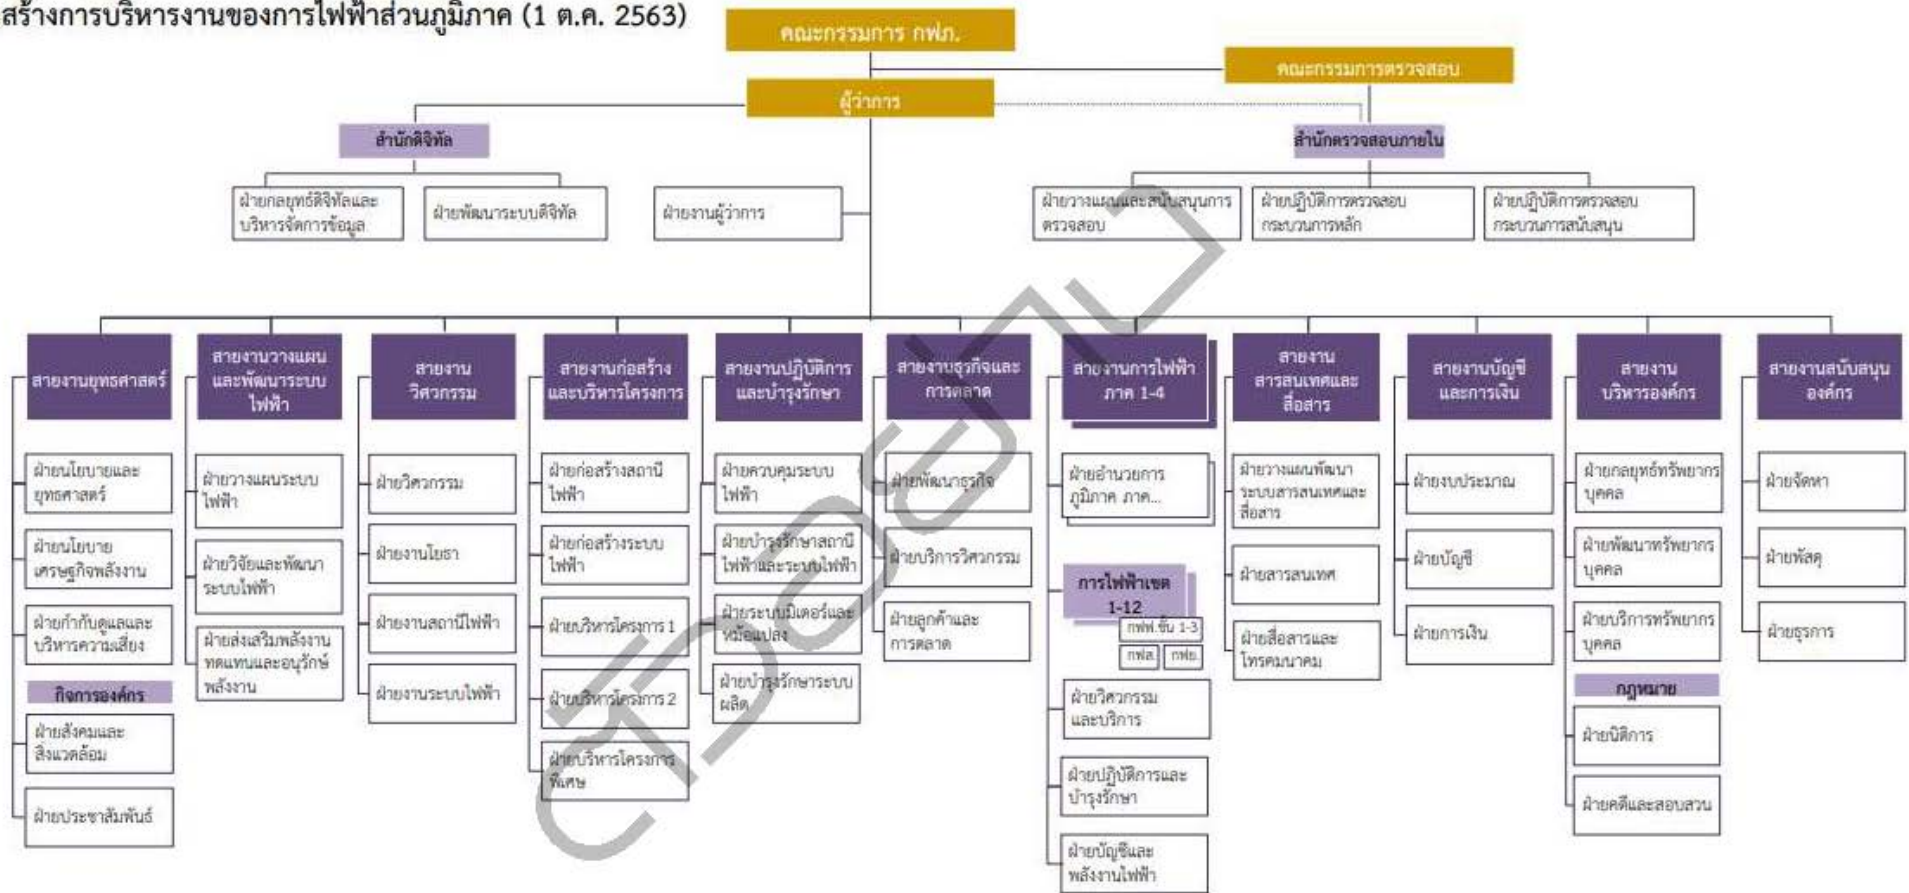 สร้างการบริหารงานของการไฟฟ้าส่วนภูมิภาค (1 ต.ค. 2563)
คณะกรรมการ กฟภ.
คณะกรรมการตรวจสอบ
ผู้ว่าการ
สำนักดิจิทัล
สำนักตรวจสอบภายใน
ฝ่ายกลยุทธ์ดิจิทัลและ
บริหารจัดการข้อมูล
ฝ่ายพัฒนาระบบดิจิทัล
ฝ่ายงานผู้ว่าการ
ฝ่ายวางแผนและสนับสนุนการ
ตรวจสอบ
ฝ่ายปฏิบัติการตรวจสอบ
กระบวนการหลัก
ฝ่ายปฏิบัติการตรวจสอบ
กระบวนการสนับสนุน
สายงานยุทธศาสตร์
ฝ่ายนโยบายและ
ยุทธศาสตร์
ฝ่ายนโยบาย
เศรษฐกิจพลังงาน
ฝ่ายกำกับดูแลและ
บริหารความเสี่ยง
กิจการองค์กร
ฝ่ายสังคมและ
สิ่งแวดล้อม
ฝ่ายประชาสัมพันธ์
สายงานวางแผน
และพัฒนาระบบ
ไฟฟ้า
ฝ่ายวางแผนระบบ
ไฟฟ้า
ฝ่ายวิจัยและพัฒนา
ระบบไฟฟ้า
ฝ่ายส่งเสริมพลังงาน
ทดแทนและอนุรักษ์
พลังงาน
สายงาน
วิศวกรรม
ฝ่ายวิศวกรรม
ฝ่ายงานโยธา
ฝ่ายงานสถานีไฟฟ้า
ฝ่ายงานระบบไฟฟ้า
สายงานก่อสร้าง
และบริหารโครงการ
ฝ่ายก่อสร้างสถานี
ไฟฟ้า
ฝ่ายก่อสร้างระบบ
ไฟฟ้า
ฝ่ายบริหารโครงการ 1
ฝ่ายบริหารโครงการ 2
ฝ่ายบริหารโครงการ
พิเศษ
สายงานปฏิบัติการ
และบำรุงรักษา
ฝ่ายควบคุมระบบ
ไฟฟ้า
ฝ่ายบำรุงรักษาสถานี
ไฟฟ้าและระบบไฟฟ้า
ฝ่ายระบบมิเตอร์และ
หม้อแปลง
ฝ่ายบำรุงรักษาระบบ
ผลิต
สายงานธุรกิจและ
การตลาด
ฝ่ายพัฒนาธุรกิจ
ฝ่ายบริการวิศวกรรม
ฝ่ายลูกค้าและ
การตลาด
สายงานการไฟฟ้า
ภาค 1-4
ฝ่ายอำนวยการ
ภูมิภาค ภาค...
การไฟฟ้าเขต
1-12
กฟฟ.ชั้น 1-3
กฟส.
กฟย.
ฝ่ายวิศวกรรม
และบริการ
ฝ่ายปฏิบัติการและ
บำรุงรักษา
ฝ่ายบัญชีและ
พลังงานไฟฟ้า
สายงาน
สารสนเทศและ
สื่อสาร
ฝ่ายวางแผนพัฒนา
ระบบสารสนเทศและ
สื่อสาร
ฝ่ายสารสนเทศ
ฝ่ายสื่อสารและ
โทรคมนาคม
สายงานบัญชี
และการเงิน
ฝ่ายงบประมาณ
ฝ่ายบัญชี
ฝ่ายการเงิน
สายงาน
บริหารองค์กร
ฝ่ายกลยุทธ์ทรัพยากร
บุคคล
ฝ่ายพัฒนาทรัพยากร
บุคคล
ฝ่ายบริการทรัพยากร
บุคคล
กฎหมาย
ฝ่ายนิติการ
ฝ่ายคดีและสอบสวน
สายงานสนับสนุน
องค์กร
ฝ่ายจัดหา
ฝ่ายพัสดุ
ฝ่ายธุรการ
ตัวอย่าง